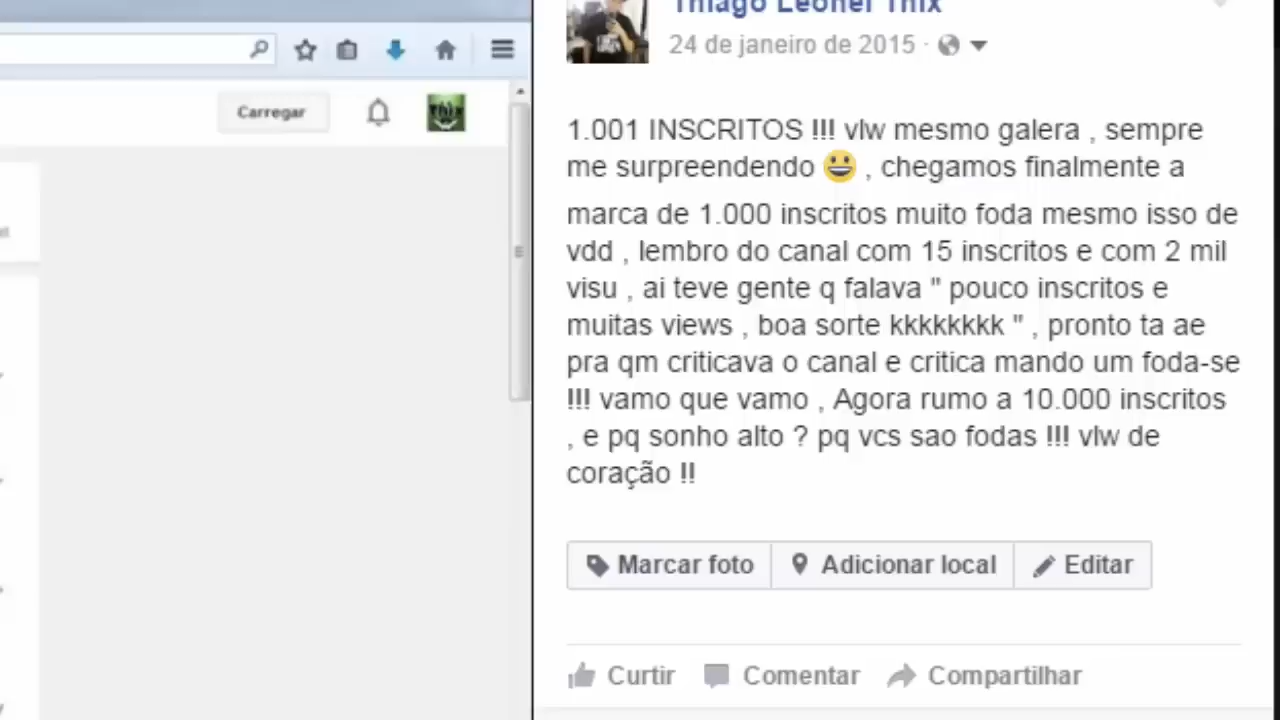 Carregar
Thiago Leonel Thix
24 de janeiro de 2015 ·
1.001 INSCRITOS !!! vlw mesmo galera , sempre
me surpreendendo 😃 , chegamos finalmente a
marca de 1.000 inscritos muito foda mesmo isso de
vdd , lembro do canal com 15 inscritos e com 2 mil
visu , ai teve gente q falava " pouco inscritos e
muitas views , boa sorte kkkkkkkk " , pronto ta ae
pra qm criticava o canal e critica mando um foda-se
!!! vamo que vamo , Agora rumo a 10.000 inscritos
, e pq sonho alto ? pq vcs sao fodas !!! vlw de
coração !!
Marcar foto Adicionar local Editar
Curtir Comentar Compartilhar